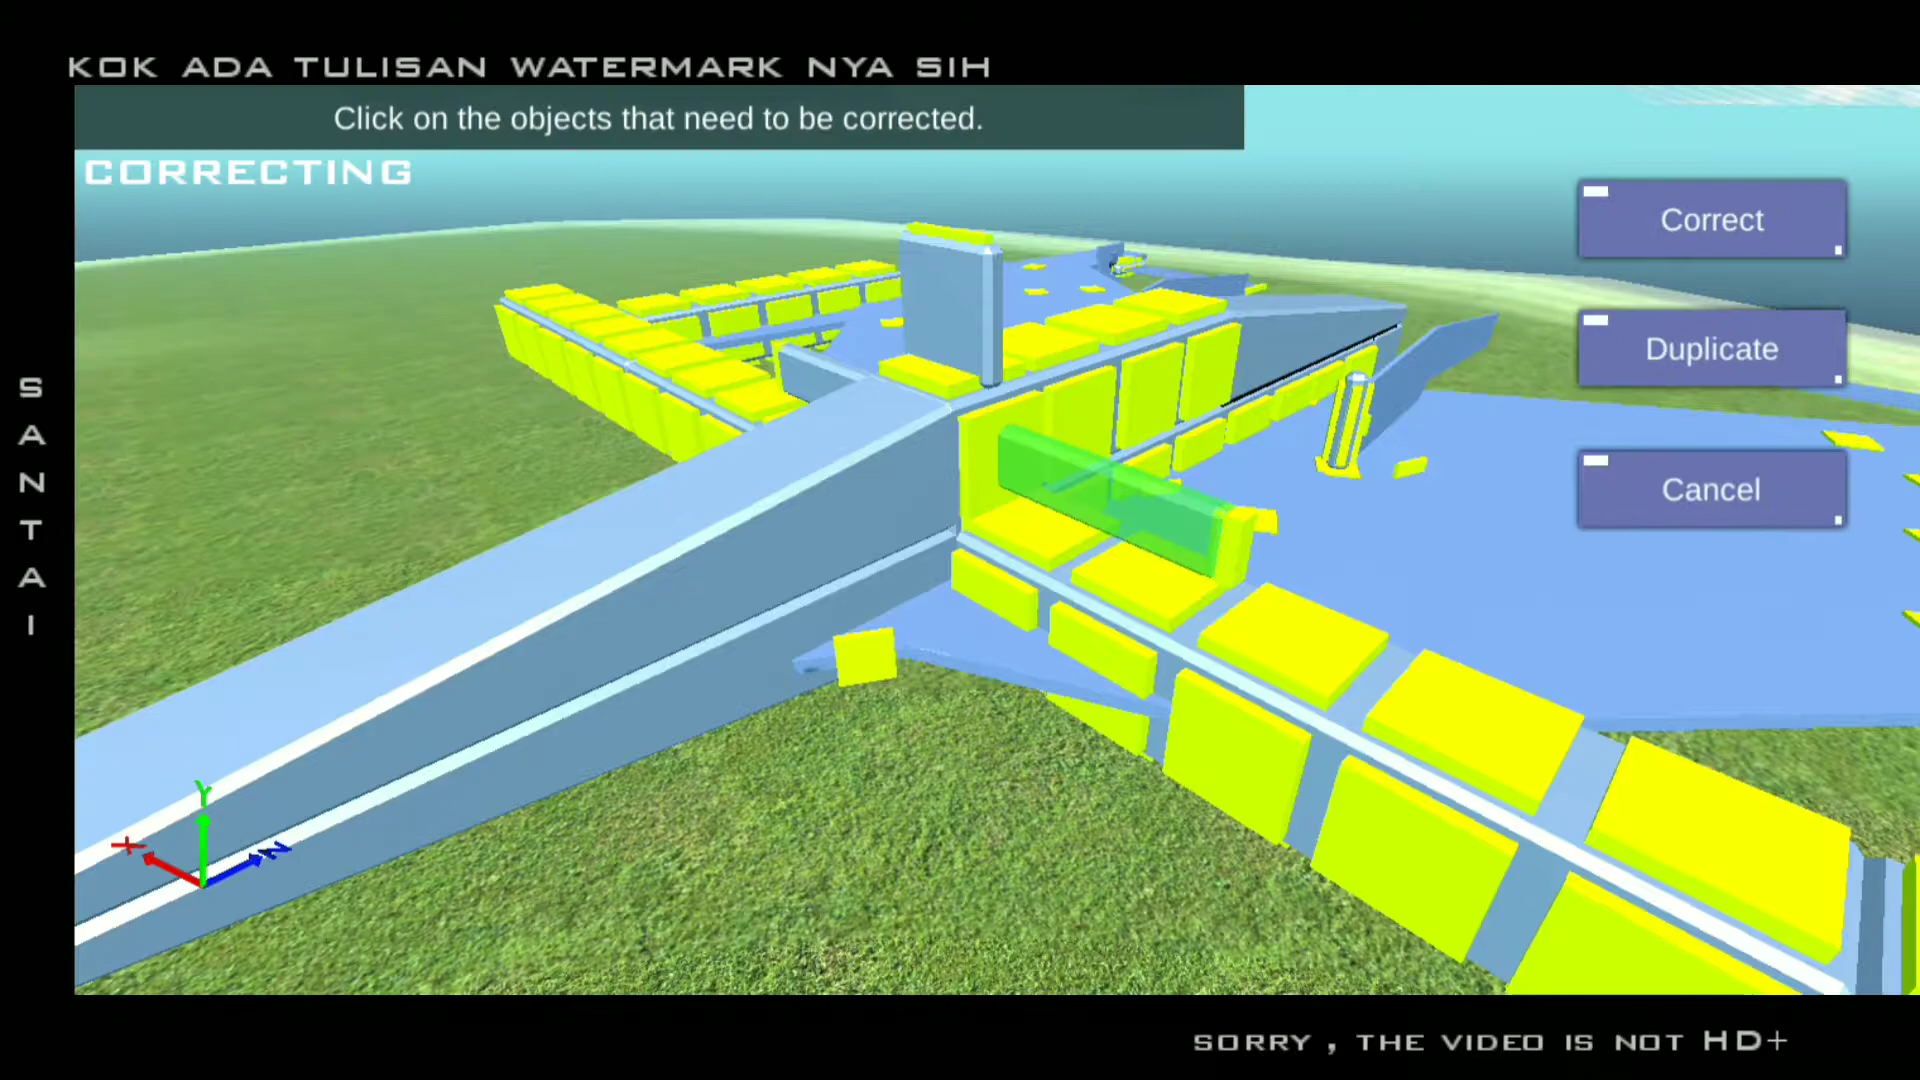 KOK ADA TULISAN WATERMARK NYA SIH
Click on the objects that need to be corrected.
CORRECTING
Correct
Duplicate
Cancel
SANTAI
Y
X
Z
SORRY , THE VIDEO IS NOT HD+